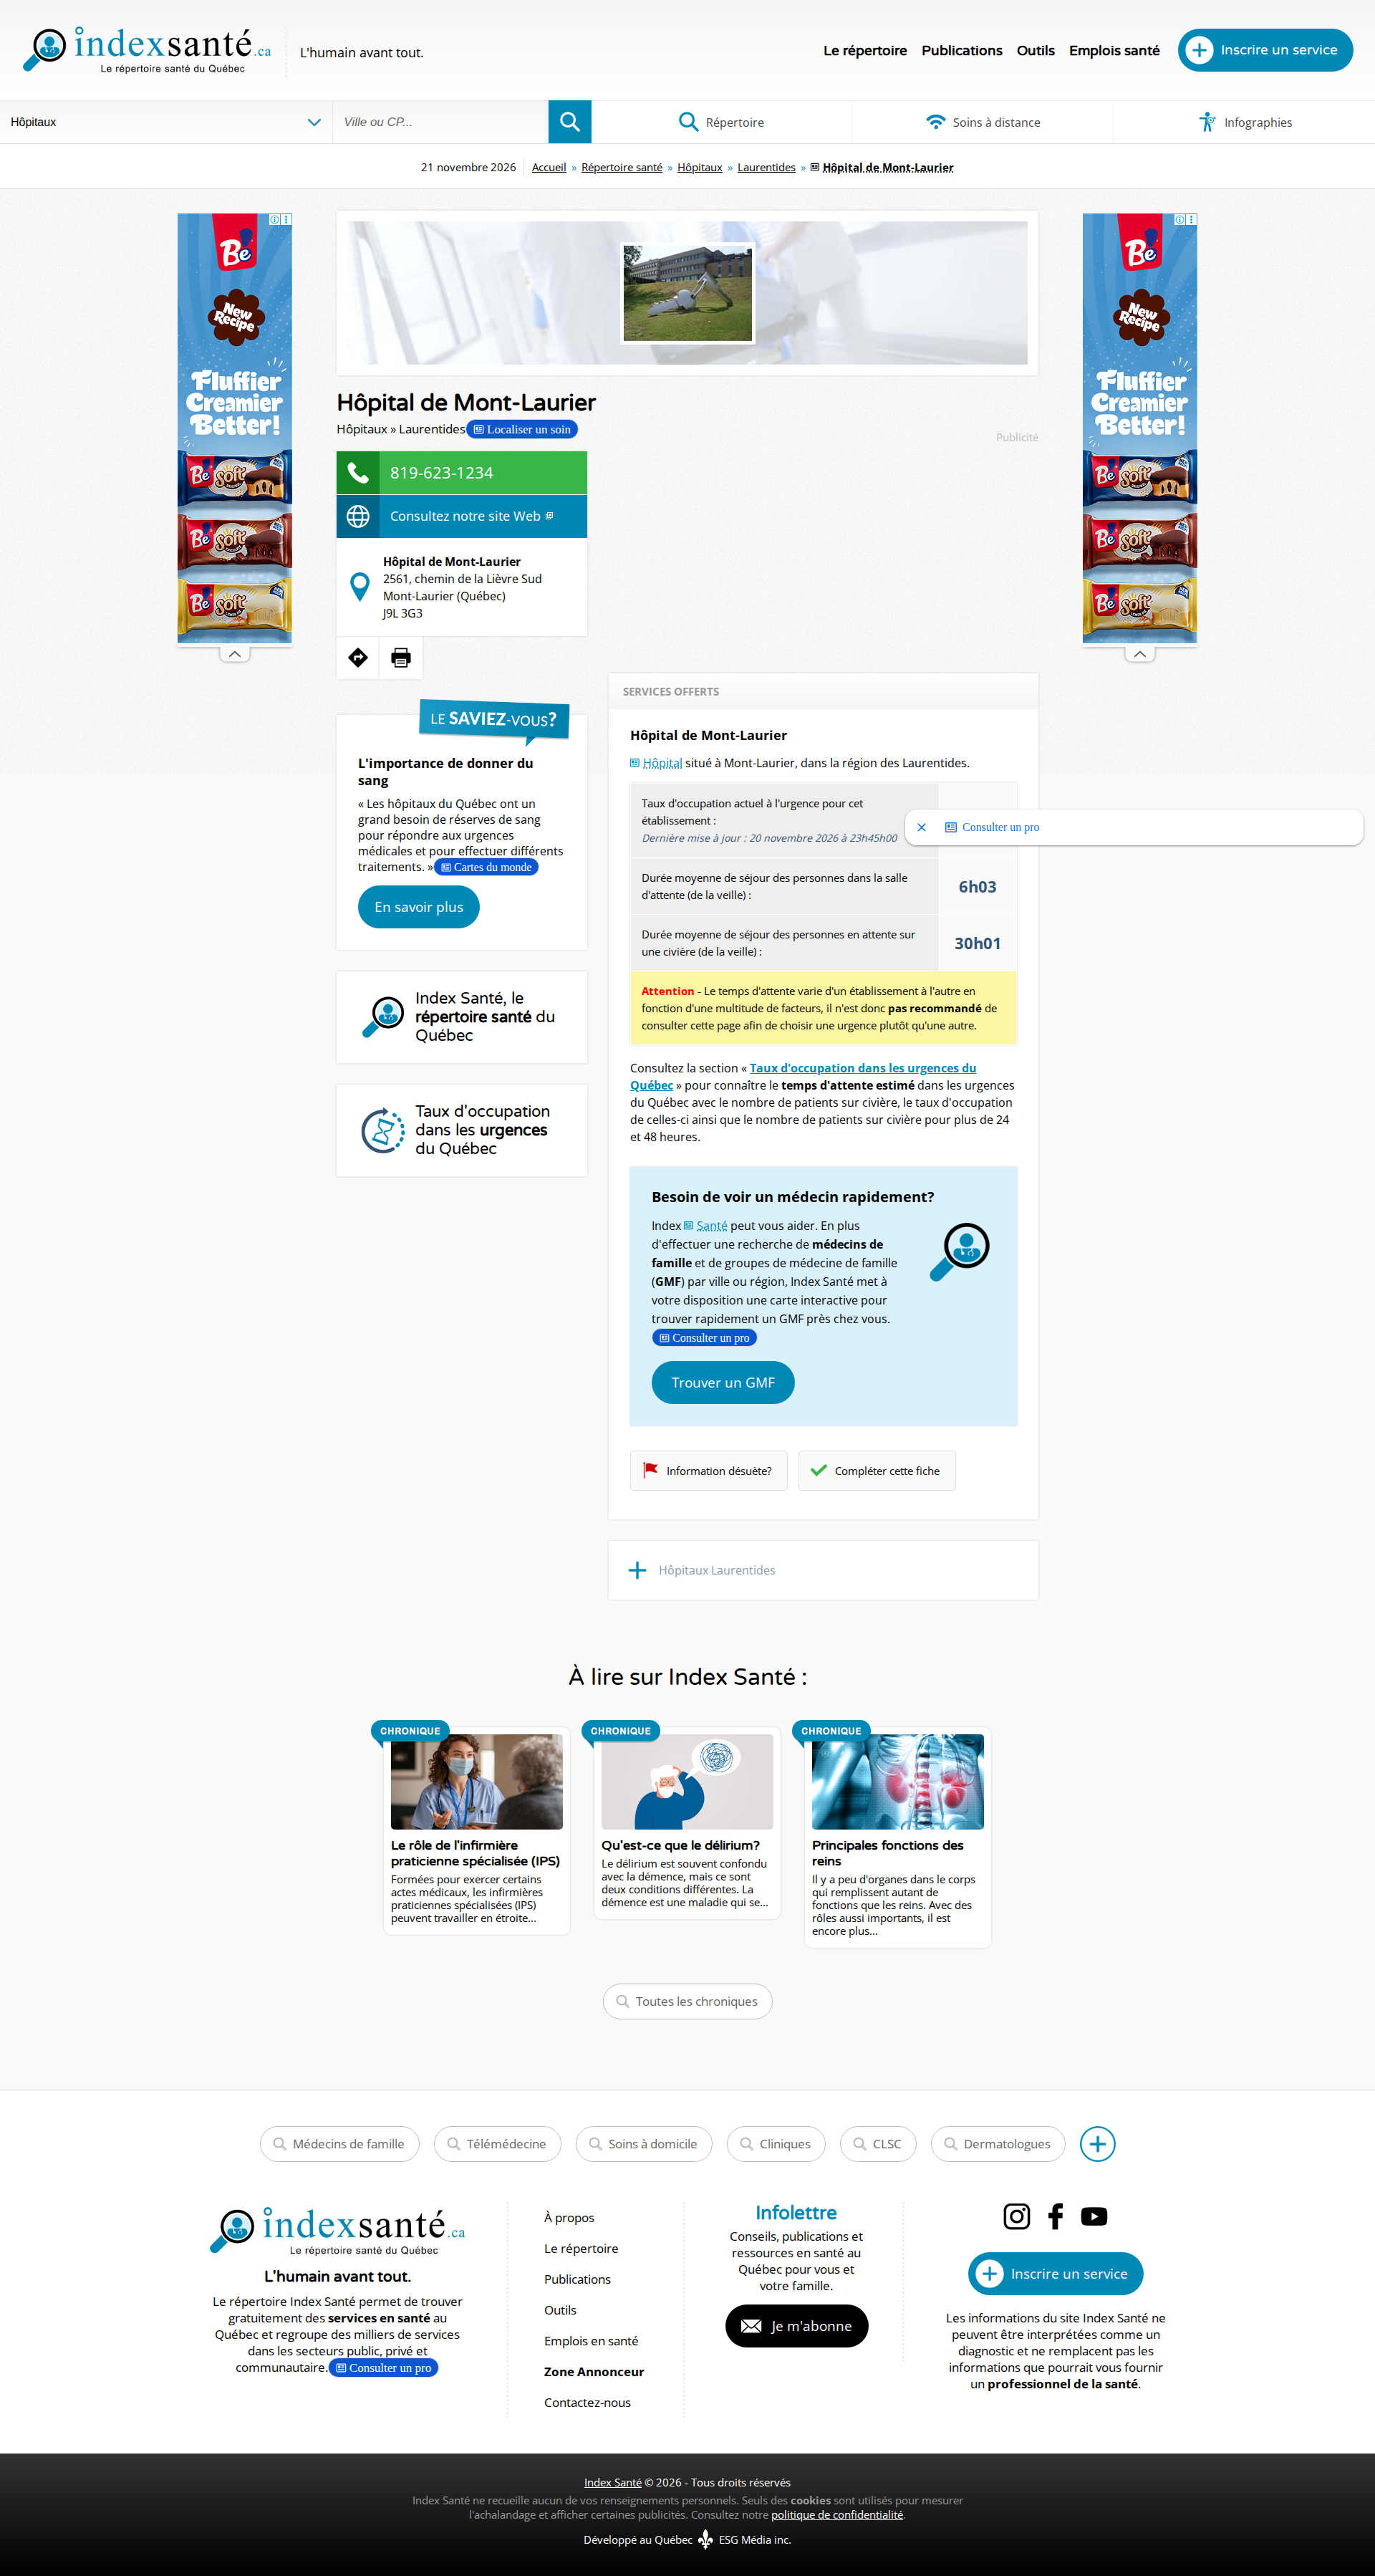 indexsanté.ca
Le répertoire santé du Québec
L'humain avant tout.
Le répertoire
Publications
Outils
Emplois santé
Inscrire un service
Hôpitaux
Ville ou CP...
Répertoire
Soins à distance
Infographies
21 novembre 2026
Accueil » Répertoire santé » Hôpitaux » Laurentides » Hôpital de Mont-Laurier
Be!
New Recipe
Fluffier
Creamier
Better!
Be! Soft
Be! Soft
Be! Soft
Be!
New Recipe
Fluffier
Creamier
Better!
Be! Soft
Be! Soft
Be! Soft
Hôpital de Mont-Laurier
Hôpitaux » Laurentides Localiser un soin
Publicité
819-623-1234
Consultez notre site Web
Hôpital de Mont-Laurier
2561, chemin de la Lièvre Sud
Mont-Laurier (Québec)
J9L 3G3
LE SAVIEZ-VOUS?
L'importance de donner du
sang
« Les hôpitaux du Québec ont un
grand besoin de réserves de sang
pour répondre aux urgences
médicales et pour effectuer différents
traitements. » Cartes du monde
En savoir plus
Index Santé, le
répertoire santé du
Québec
Taux d'occupation
dans les urgences
du Québec
SERVICES OFFERTS
Hôpital de Mont-Laurier
Hôpital situé à Mont-Laurier, dans la région des Laurentides.
Taux d'occupation actuel à l'urgence pour cet
établissement :
Dernière mise à jour : 20 novembre 2026 à 23h45h00
Consulter un pro
Durée moyenne de séjour des personnes dans la salle
d'attente (de la veille) :
6h03
Durée moyenne de séjour des personnes en attente sur
une civière (de la veille) :
30h01
Attention - Le temps d'attente varie d'un établissement à l'autre en
fonction d'une multitude de facteurs, il n'est donc pas recommandé de
consulter cette page afin de choisir une urgence plutôt qu'une autre.
Consultez la section « Taux d'occupation dans les urgences du
Québec » pour connaître le temps d'attente estimé dans les urgences
du Québec avec le nombre de patients sur civière, le taux d'occupation
de celles-ci ainsi que le nombre de patients sur civière pour plus de 24
et 48 heures.
Besoin de voir un médecin rapidement?
Index Santé peut vous aider. En plus
d'effectuer une recherche de médecins de
famille et de groupes de médecine de famille
(GMF) par ville ou région, Index Santé met à
votre disposition une carte interactive pour
trouver rapidement un GMF près chez vous.
Consulter un pro
Trouver un GMF
Information désuète?
Compléter cette fiche
Hôpitaux Laurentides
À lire sur Index Santé :
CHRONIQUE
Le rôle de l'infirmière
praticienne spécialisée (IPS)
Formées pour exercer certains
actes médicaux, les infirmières
praticiennes spécialisées (IPS)
peuvent travailler en étroite...
CHRONIQUE
Qu'est-ce que le délirium?
Le délirium est souvent confondu
avec la démence, mais ce sont
deux conditions différentes. La
démence est une maladie qui se...
CHRONIQUE
Principales fonctions des
reins
Il y a peu d'organes dans le corps
qui remplissent autant de
fonctions que les reins. Avec des
rôles aussi importants, il est
encore plus...
Toutes les chroniques
Médecins de famille
Télémédecine
Soins à domicile
Cliniques
CLSC
Dermatologues
indexsanté.ca
Le répertoire santé du Québec
L'humain avant tout.
Le répertoire Index Santé permet de trouver
gratuitement des services en santé au
Québec et regroupe des milliers de services
dans les secteurs public, privé et
communautaire. Consulter un pro
À propos
Le répertoire
Publications
Outils
Emplois en santé
Zone Annonceur
Contactez-nous
Infolettre
Conseils, publications et
ressources en santé au
Québec pour vous et
votre famille.
Je m'abonne
Inscrire un service
Les informations du site Index Santé ne
peuvent être interprétées comme un
diagnostic et ne remplacent pas les
informations que pourrait vous fournir
un professionnel de la santé.
Index Santé © 2026 - Tous droits réservés
Index Santé ne recueille aucun de vos renseignements personnels. Seuls des cookies sont utilisés pour mesurer
l'achalandage et afficher certaines publicités. Consultez notre politique de confidentialité.
Développé au Québec ESG Média inc.